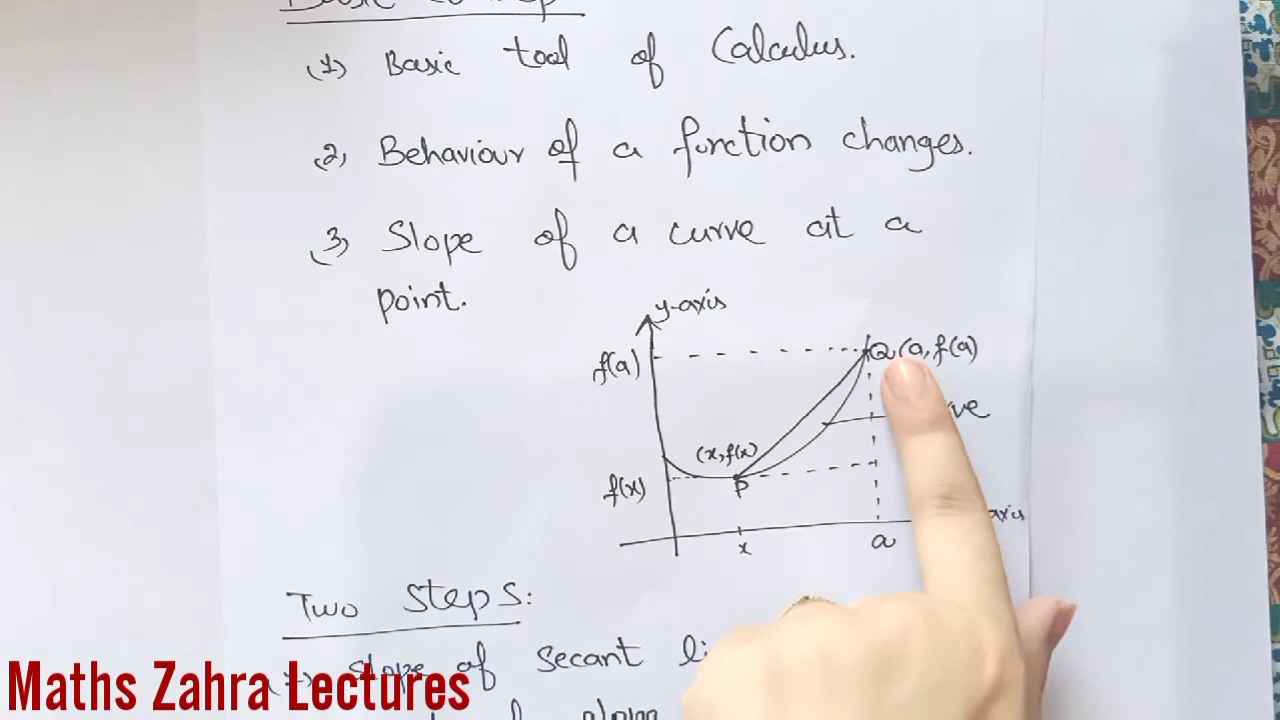 (1) Basic tool of Calculus.
(2) Behaviour of a function changes.
(3) Slope of a curve at a
point.
y-axis
f(a)
Q(a, f(a)
(x, f(x)
f(x)
P
x
a
Two Steps:
(1) Slope of secant
Maths Zahra Lectures